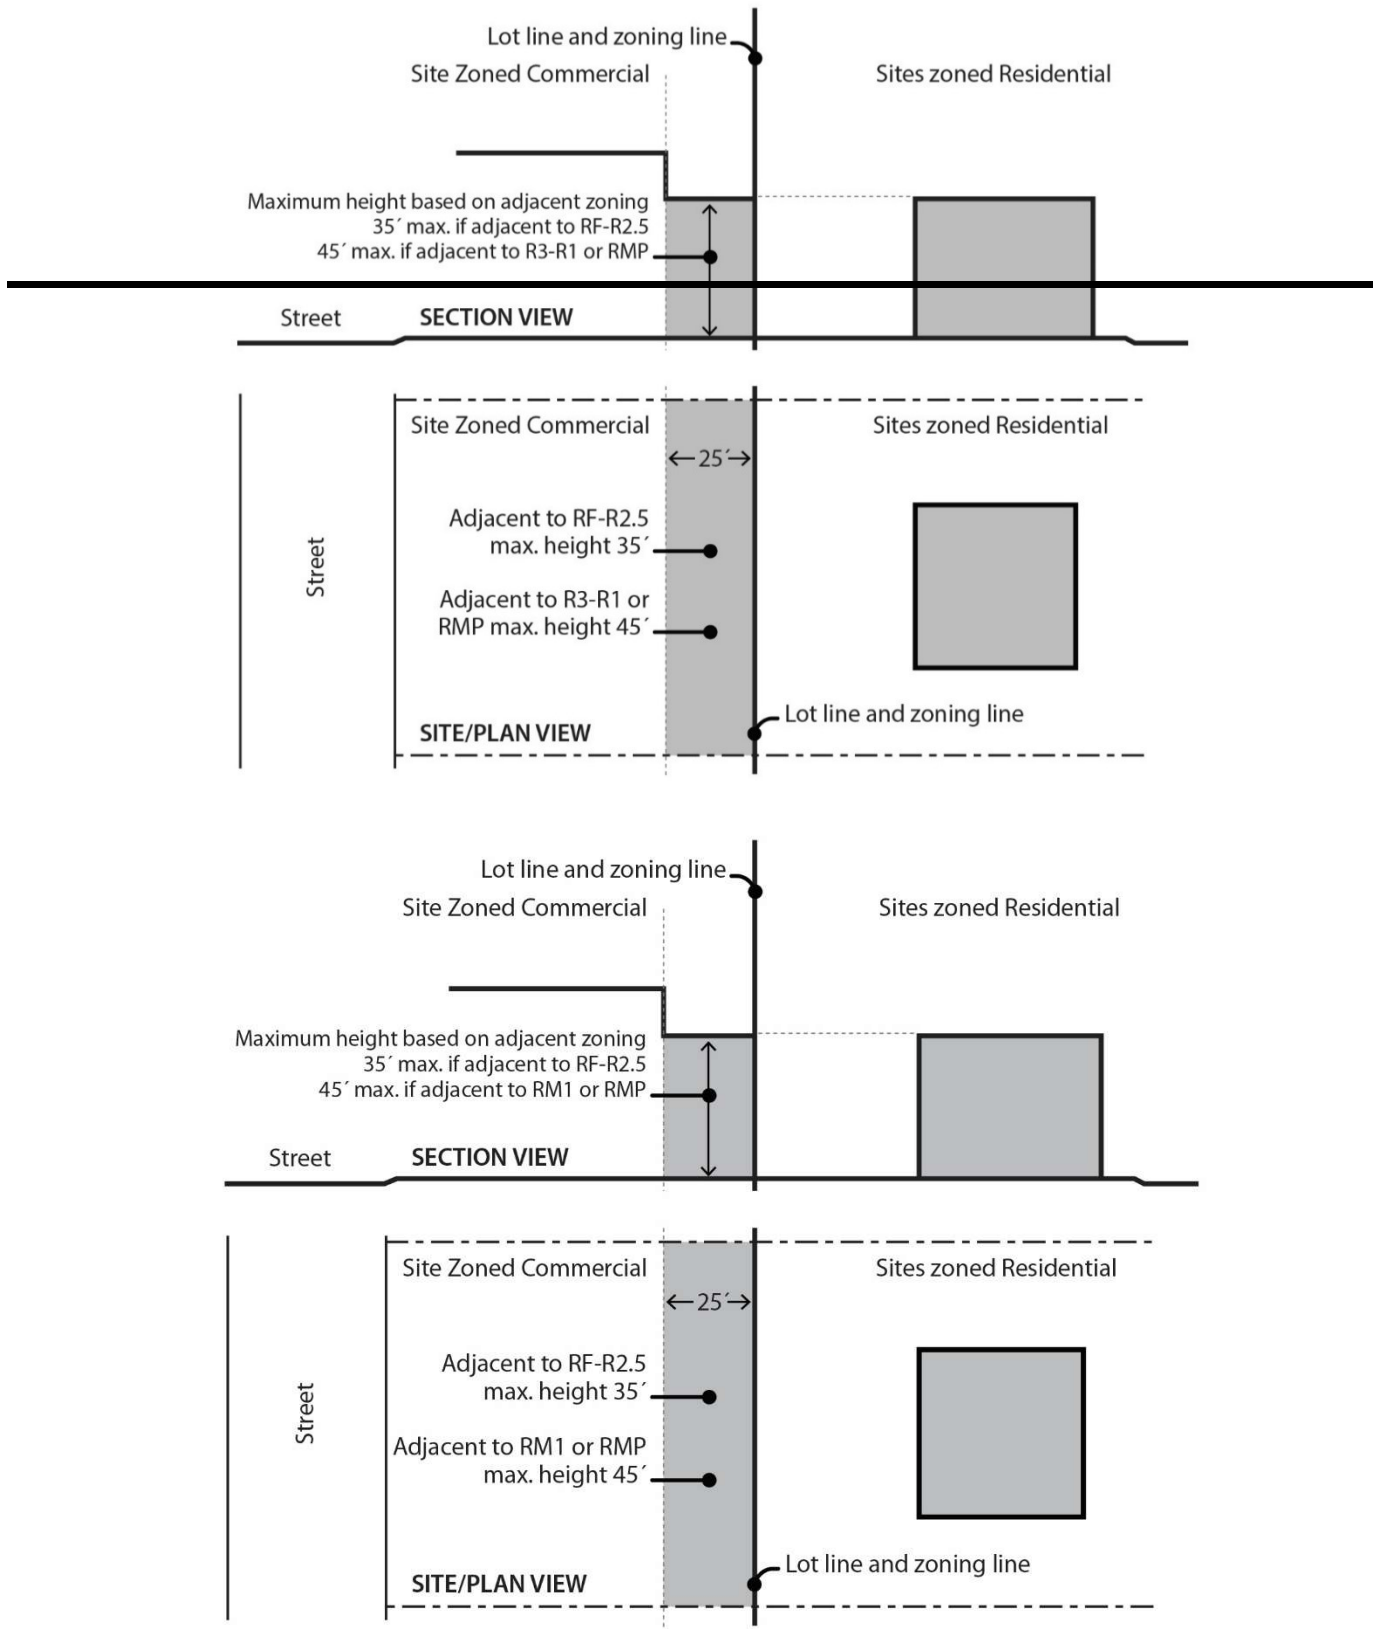 Lot line and zoning line
Site Zoned Commercial
Sites zoned Residential
Maximum height based on adjacent zoning
35´ max. if adjacent to RF-R2.5
45´ max. if adjacent to R3-R1 or RMP
Street
SECTION VIEW
Site Zoned Commercial
Sites zoned Residential
25´
Adjacent to RF-R2.5
max. height 35´
Street
Adjacent to R3-R1 or
RMP max. height 45´
Lot line and zoning line
SITE/PLAN VIEW
Lot line and zoning line
Site Zoned Commercial
Sites zoned Residential
Maximum height based on adjacent zoning
35´ max. if adjacent to RF-R2.5
45´ max. if adjacent to RM1 or RMP
Street
SECTION VIEW
Site Zoned Commercial
Sites zoned Residential
25´
Adjacent to RF-R2.5
max. height 35´
Street
Adjacent to RM1 or RMP
max. height 45´
Lot line and zoning line
SITE/PLAN VIEW